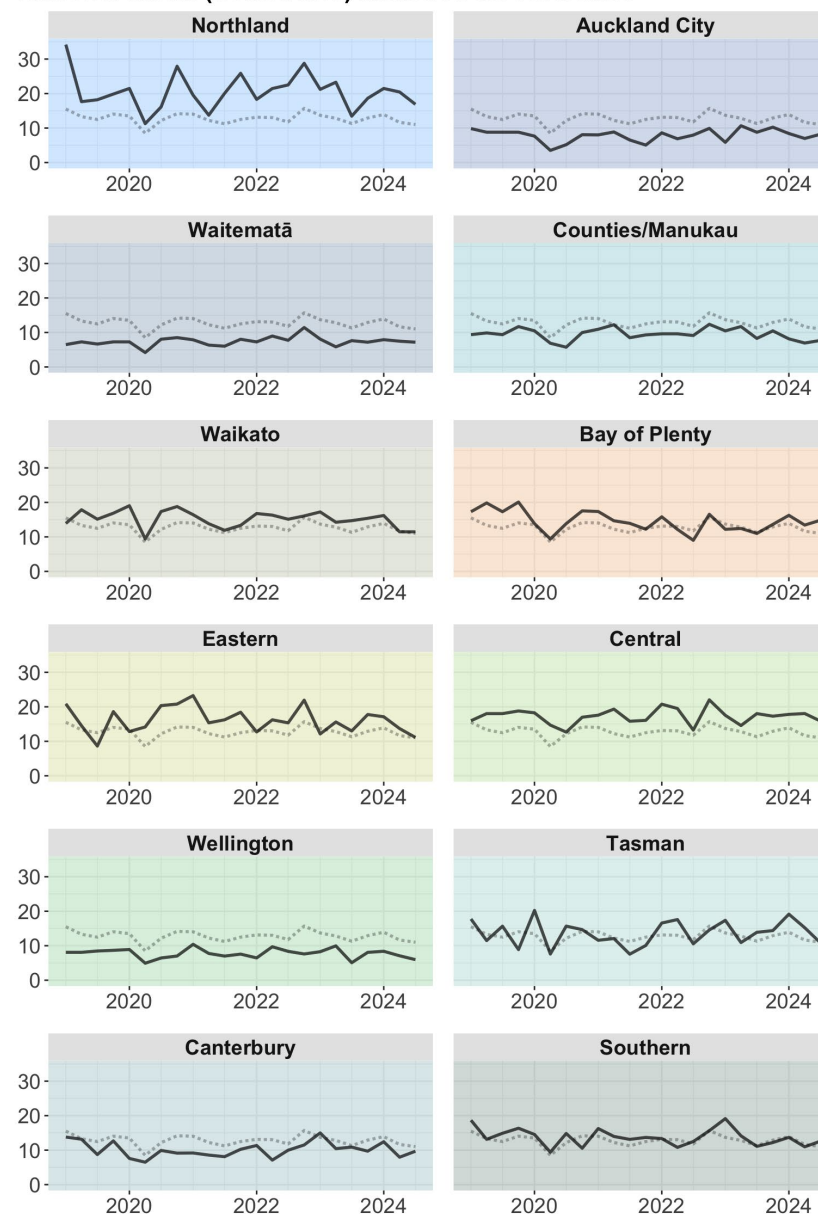 Northland Auckland City
30
20
10
0
2020 2022 2024 2020 2022 2024
Waitematā Counties/Manukau
30
20
10
0
2020 2022 2024 2020 2022 2024
Waikato Bay of Plenty
30
20
10
0
2020 2022 2024 2020 2022 2024
Eastern Central
30
20
10
0
2020 2022 2024 2020 2022 2024
Wellington Tasman
30
20
10
0
2020 2022 2024 2020 2022 2024
Canterbury Southern
30
20
10
0
2020 2022 2024 2020 2022 2024